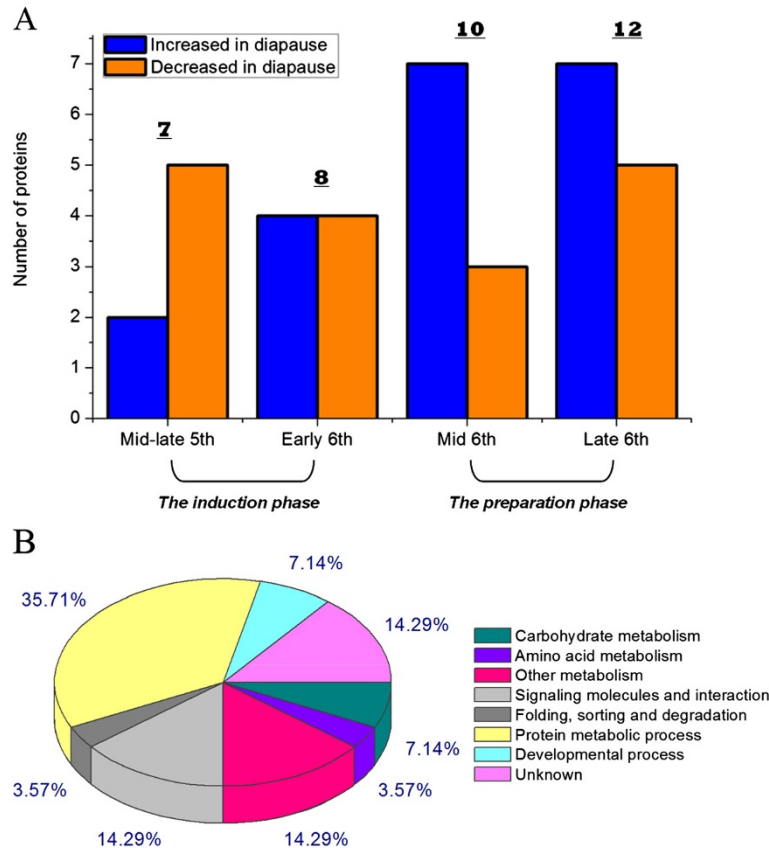 A
Increased in diapause
Decreased in diapause
7
8
10
12
Number of proteins
7
6
5
4
3
2
1
0
Mid-late 5th
Early 6th
Mid 6th
Late 6th
The induction phase
The preparation phase
B
35.71%
7.14%
14.29%
7.14%
3.57%
14.29%
14.29%
3.57%
Carbohydrate metabolism
Amino acid metabolism
Other metabolism
Signaling molecules and interaction
Folding, sorting and degradation
Protein metabolic process
Developmental process
Unknown